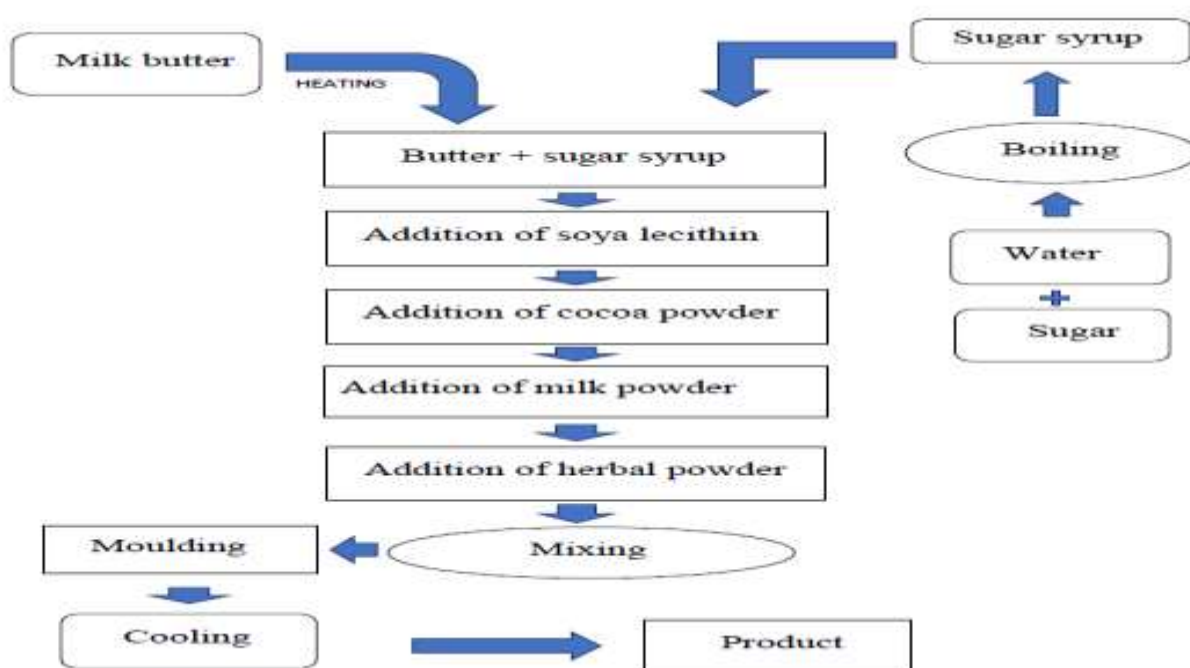 Milk butter
HEATING
Sugar syrup
Boiling
Water
Sugar
Butter + sugar syrup
Addition of soya lecithin
Addition of cocoa powder
Addition of milk powder
Addition of herbal powder
Mixing
Moulding
Cooling
Product